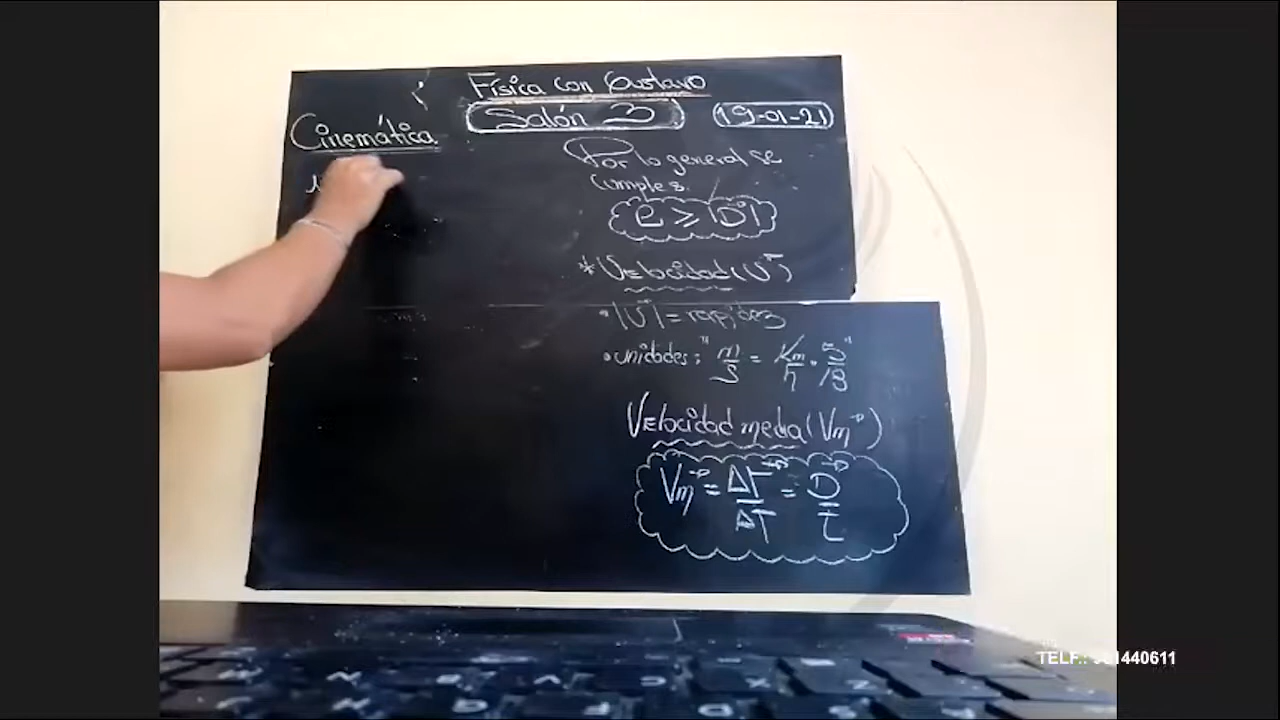 Física con Gustavo
Salón 3
19-01-21
Cinemática
Por lo general se
cumple s.
e ≥ |D⃗|
* Velocidad (V⃗)
• |V⃗| = rapidez
• unidades: " m/s = Km/h . 5/18 "
Velocidad media (Vm⃗)
Vm⃗ = Δr⃗/ΔT = D⃗/t